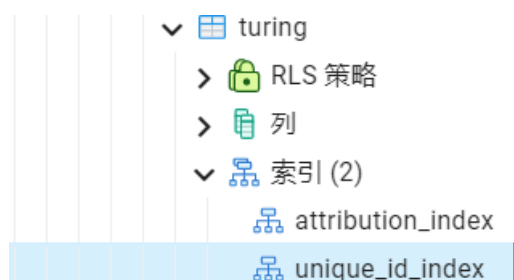 turing
RLS 策略
列
索引 (2)
attribution_index
unique_id_index